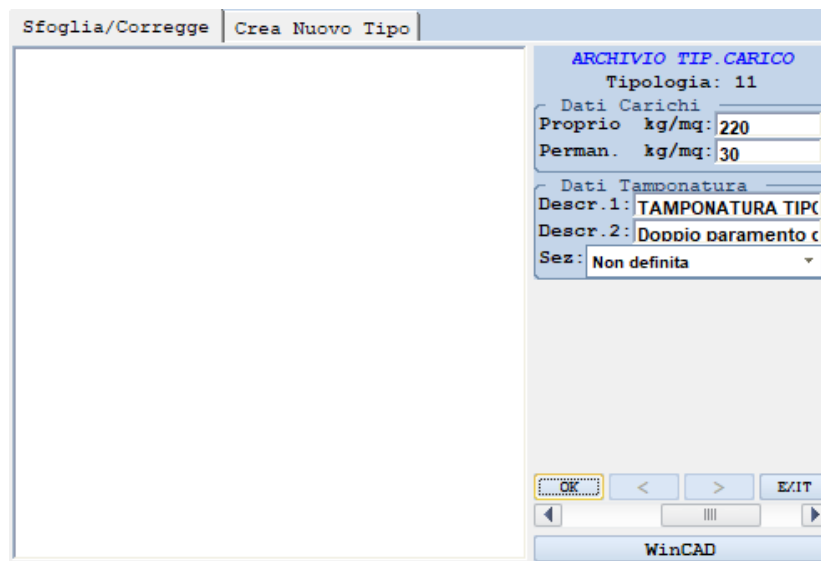 Sfoglia/Corregge Crea Nuovo Tipo
ARCHIVIO TIP.CARICO
Tipologia: 11
Dati Carichi
Proprio kg/mq: 220
Perman. kg/mq: 30
Dati Tamponatura
Descr.1: TAMPONATURA TIPO
Descr.2: Doppio paramento c
Sez: Non definita
OK < > EXIT
WinCAD